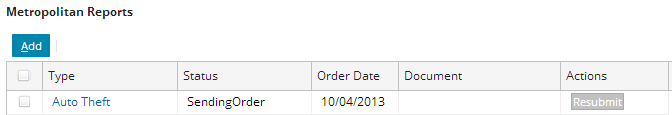 Metropolitan Reports
Add
Type Status Order Date Document Actions
Auto Theft SendingOrder 10/04/2013 Resubmit